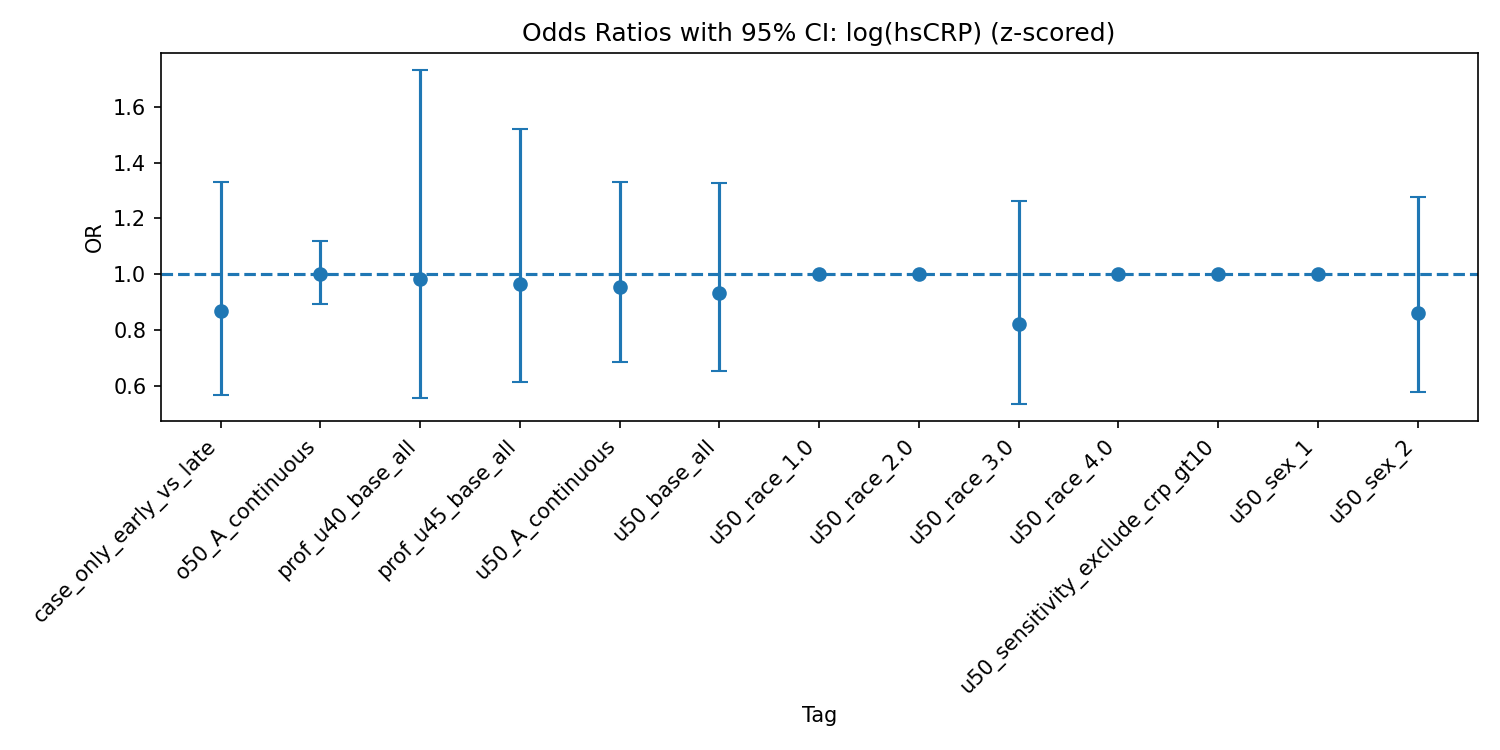 Odds Ratios with 95% CI: log(hsCRP) (z-scored)
OR
1.6
1.4
1.2
1.0
0.8
0.6
case_only_early_vs_late
o50_A_continuous
prof_u40_base_all
prof_u45_base_all
u50_A_continuous
u50_base_all
u50_race_1.0
u50_race_2.0
u50_race_3.0
u50_race_4.0
u50_sensitivity_exclude_crp_gt10
u50_sex_1
u50_sex_2
Tag